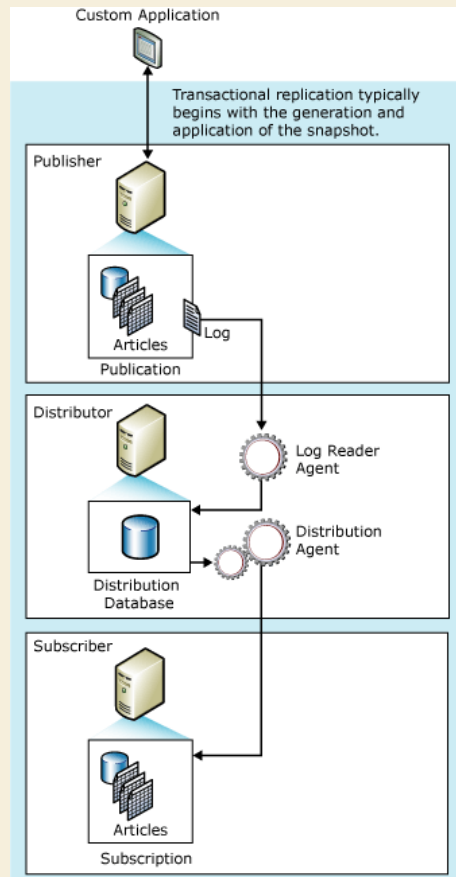 Custom Application
Transactional replication typically
begins with the generation and
application of the snapshot.
Publisher
Log
Articles
Publication
Distributor
Log Reader
Agent
Distribution
Agent
Distribution
Database
Subscriber
Articles
Subscription